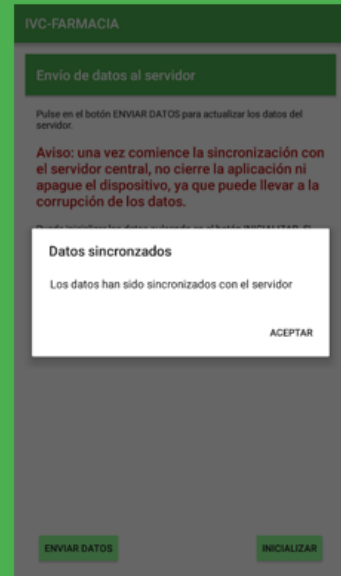 IVC-FARMACIA
Envío de datos al servidor
Pulse en el botón ENVIAR DATOS para actualizar los datos del
servidor.
Aviso: una vez comience la sincronización con
el servidor central, no cierre la aplicación ni
apague el dispositivo, ya que puede llevar a la
corrupción de los datos.
Datos sincronzados
Los datos han sido sincronizados con el servidor
ACEPTAR
ENVIAR DATOS
INICIALIZAR